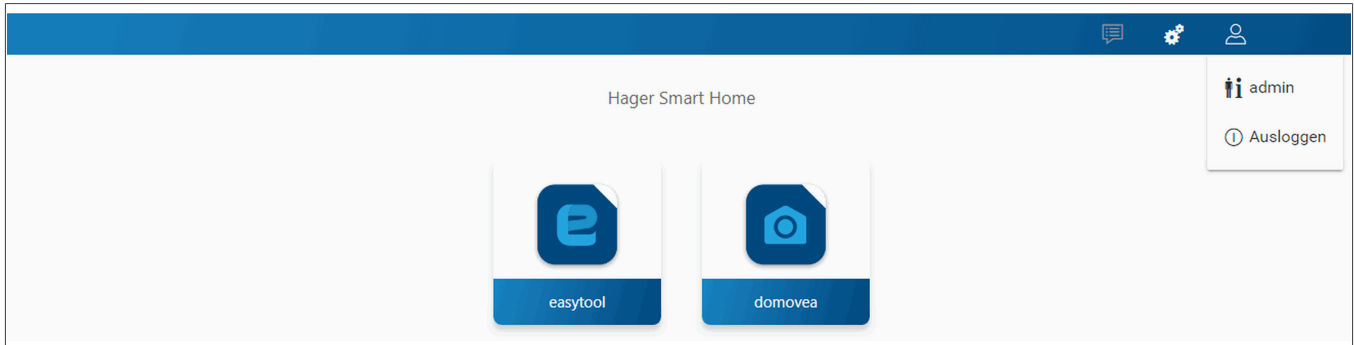 Hager Smart Home
admin
Ausloggen
easytool
domovea